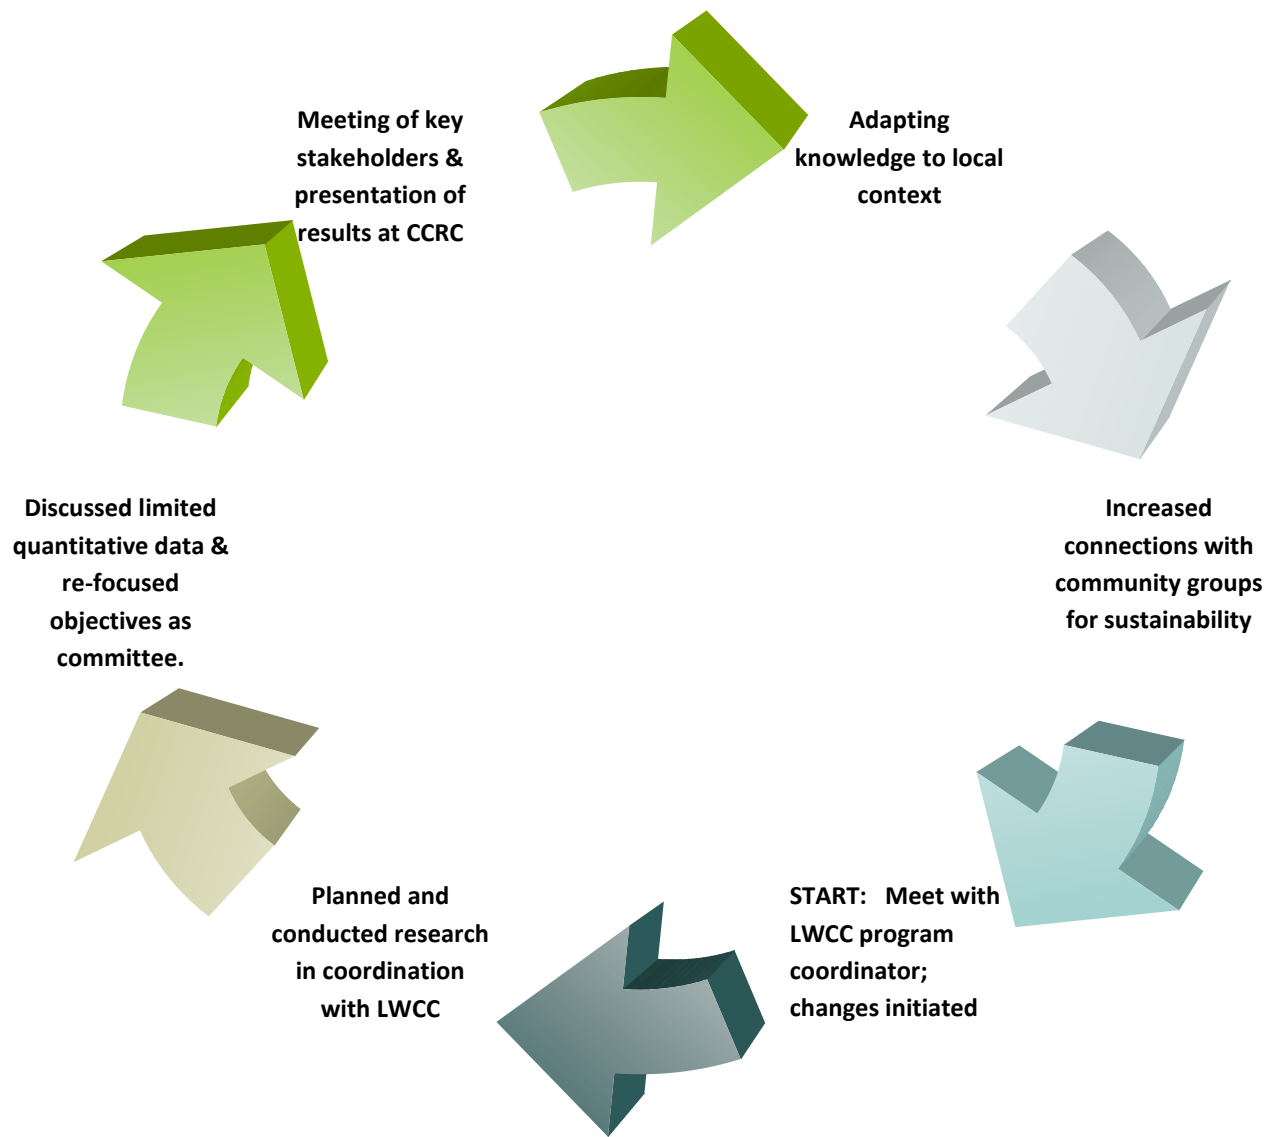 Meeting of key
stakeholders &
presentation of
results at CCRC
Adapting
knowledge to local
context
Increased
connections with
community groups
for sustainability
START:   Meet with
LWCC program
coordinator;
changes initiated
Planned and
conducted research
in coordination
with LWCC
Discussed limited
quantitative data &
re-focused
objectives as
committee.